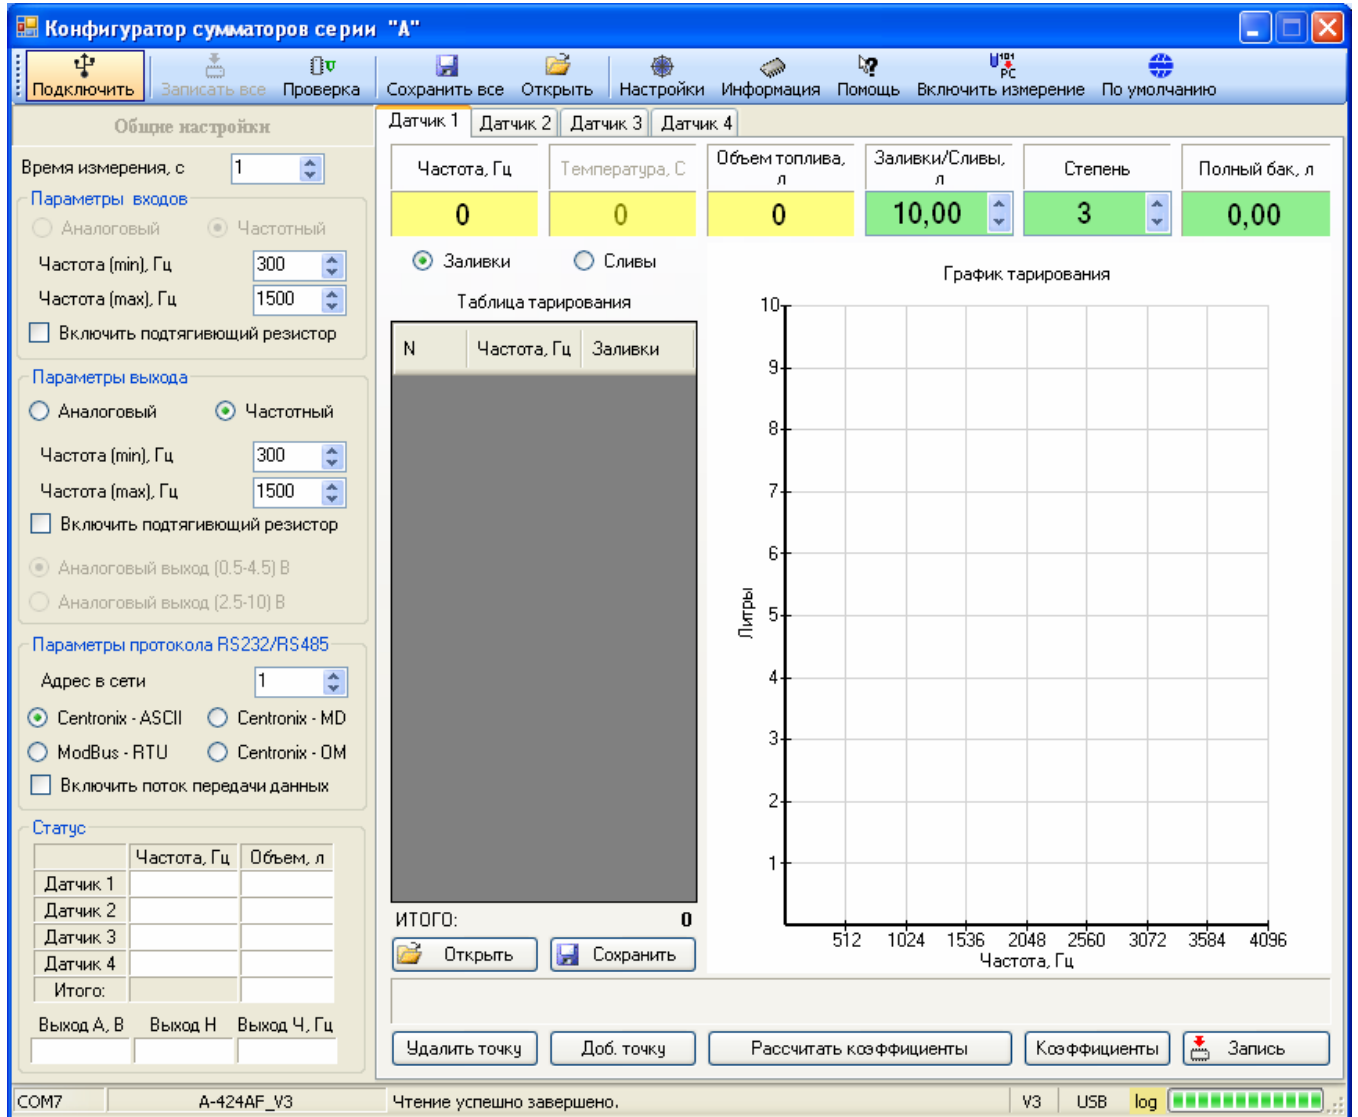 Конфигуратор сумматоров серии "А"
Подключить Записать все Проверка Сохранить все Открыть Настройки Информация Помощь Включить измерение По умолчанию
Общие настройки
Время измерения, с 1
Параметры входов
Аналоговый Частотный
Частота (min), Гц 300
Частота (max), Гц 1500
Включить подтягивающий резистор
Параметры выхода
Аналоговый Частотный
Частота (min), Гц 300
Частота (max), Гц 1500
Включить подтягивающий резистор
Аналоговый выход (0.5-4.5) В
Аналоговый выход (2.5-10) В
Параметры протокола RS232/RS485
Адрес в сети 1
Centronix - ASCII Centronix - MD
ModBus - RTU Centronix - OM
Включить поток передачи данных
Статус
Частота, Гц Объем, л
Датчик 1
Датчик 2
Датчик 3
Датчик 4
Итого:
Выход А, В Выход Н Выход Ч, Гц
Датчик 1 Датчик 2 Датчик 3 Датчик 4
Частота, Гц Температура, С Объем топлива, л Заливки/Сливы, л Степень Полный бак, л
0 0 0 10,00 3 0,00
Заливки Сливы
Таблица тарирования
N Частота, Гц Заливки
ИТОГО: 0
Открыть Сохранить
График тарирования
10
9
8
7
6
5
4
3
2
1
Литры
512 1024 1536 2048 2560 3072 3584 4096
Частота, Гц
Удалить точку Доб. точку Рассчитать коэффициенты Коэффициенты Запись
COM7 A-424AF_V3 Чтение успешно завершено. V3 USB log